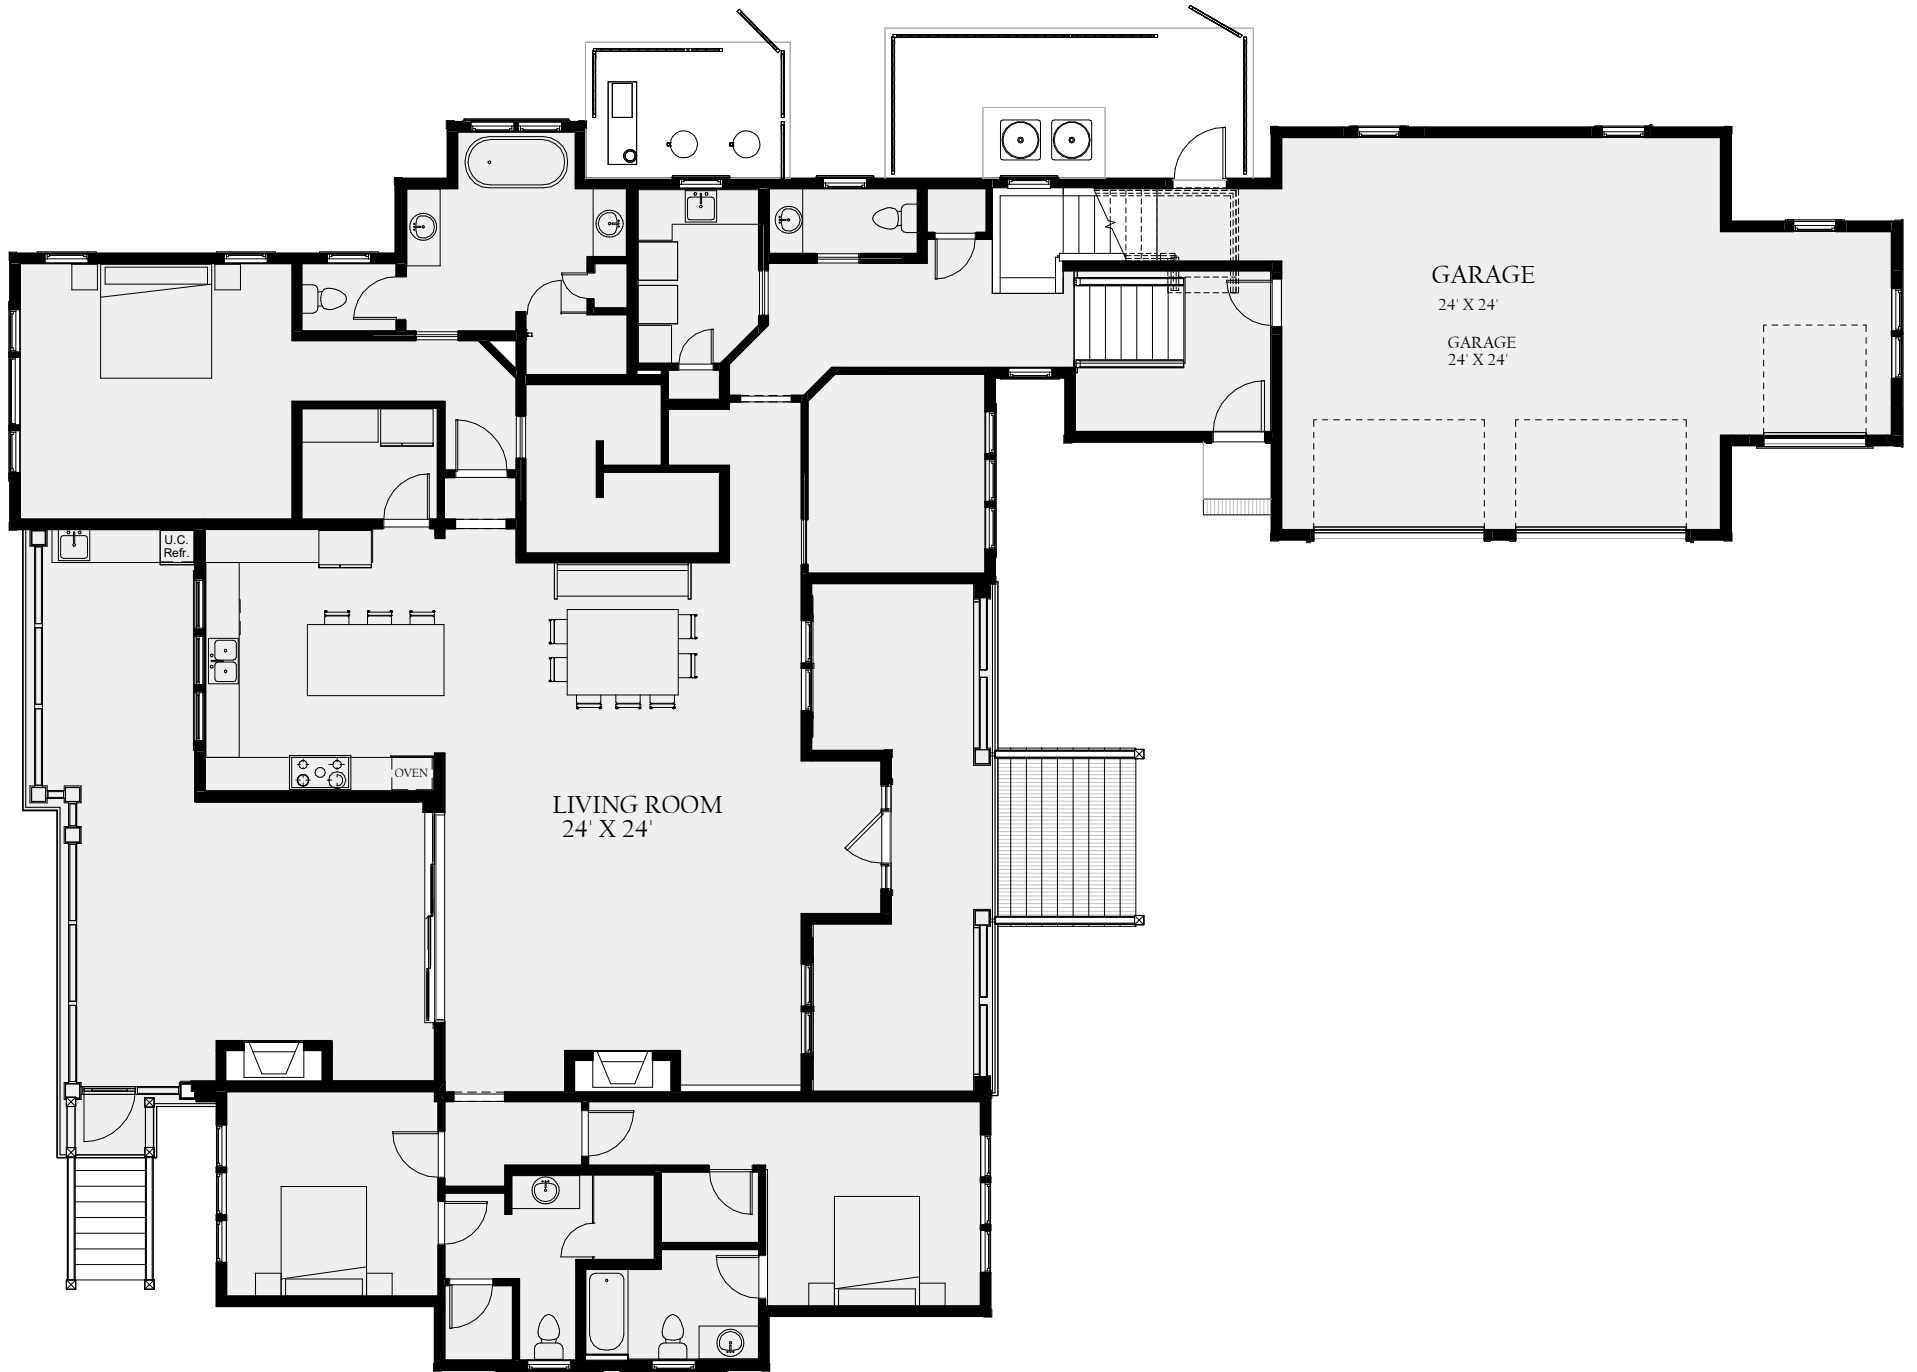 GARAGE
24' X 24'
GARAGE
24' X 24'
U.C.
Refr.
OVEN
LIVING ROOM
24' X 24'